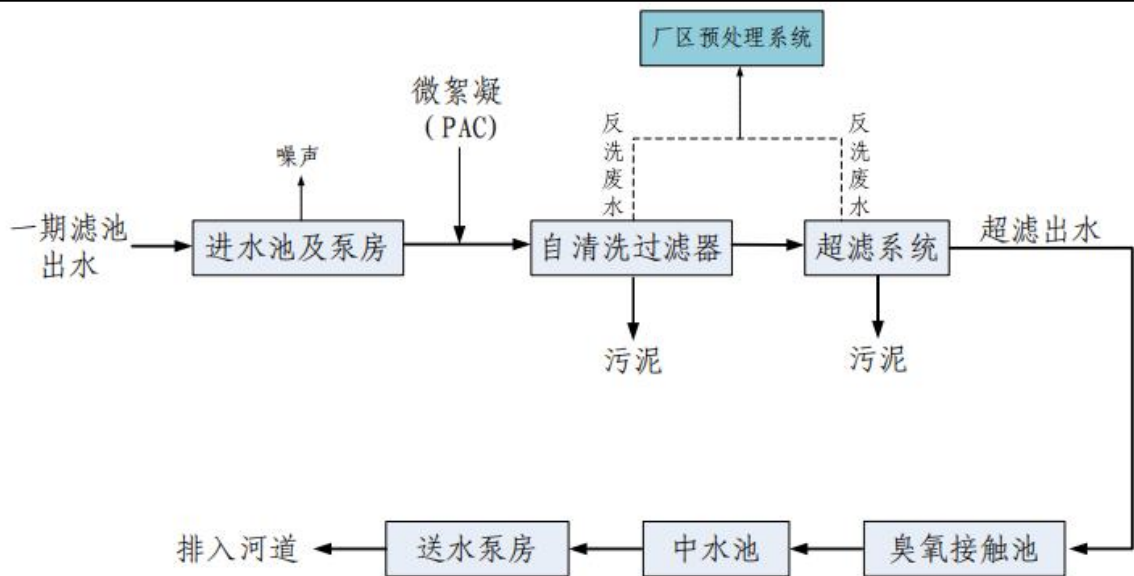 厂区预处理系统
微絮凝
(PAC)
反洗废水
反洗废水
噪声
一期滤池
出水
进水池及泵房
自清洗过滤器
超滤系统
超滤出水
污泥
污泥
排入河道
送水泵房
中水池
臭氧接触池